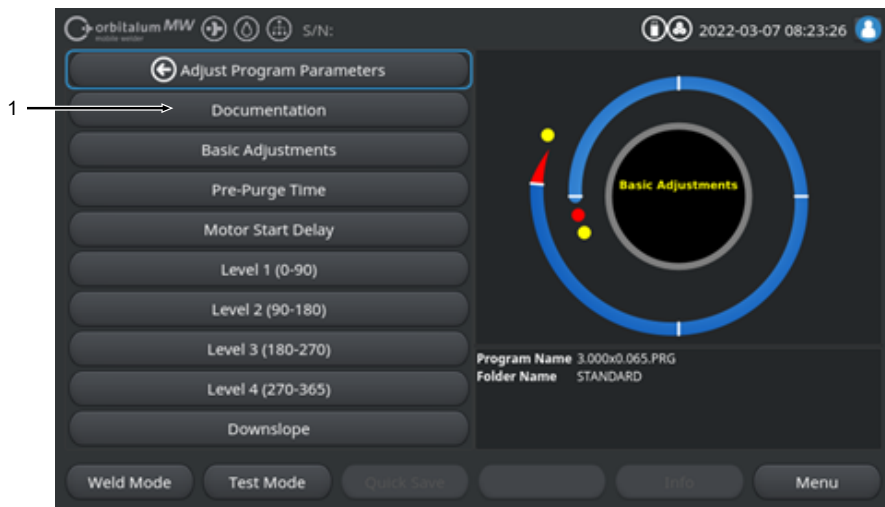 orbitalum MW
mobile welder
S/N:
2022-03-07 08:23:26
Adjust Program Parameters
1
Documentation
Basic Adjustments
Pre-Purge Time
Motor Start Delay
Level 1 (0-90)
Level 2 (90-180)
Level 3 (180-270)
Level 4 (270-365)
Downslope
Basic Adjustments
Program Name 3.000x0.065.PRG
Folder Name STANDARD
Weld Mode
Test Mode
Quick Save
Info
Menu